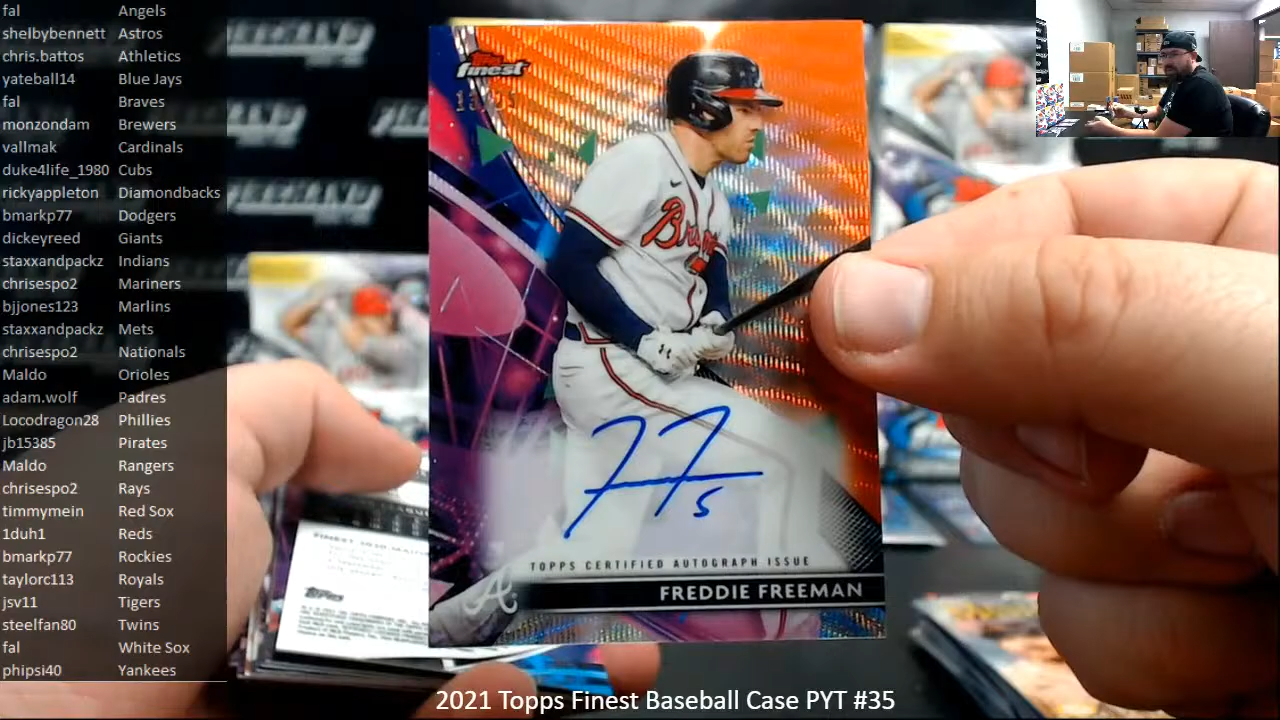 fal Angels
shelbybennett Astros
chris.battos Athletics
yateball14 Blue Jays
fal Braves
monzondam Brewers
vallmak Cardinals
duke4life_1980 Cubs
rickyappleton Diamondbacks
bmarkp77 Dodgers
dickeyreed Giants
staxxandpackz Indians
chrisespo2 Mariners
bjjones123 Marlins
staxxandpackz Mets
chrisespo2 Nationals
Maldo Orioles
adam.wolf Padres
Locodragon28 Phillies
jb15385 Pirates
Maldo Rangers
chrisespo2 Rays
timmymein Red Sox
1duh1 Reds
bmarkp77 Rockies
taylorc113 Royals
jsv11 Tigers
steelfan80 Twins
fal White Sox
phipsi40 Yankees
Topps
finest
5
TOPPS CERTIFIED AUTOGRAPH ISSUE
FREDDIE FREEMAN
A
Topps
2021 Topps Finest Baseball Case PYT #35